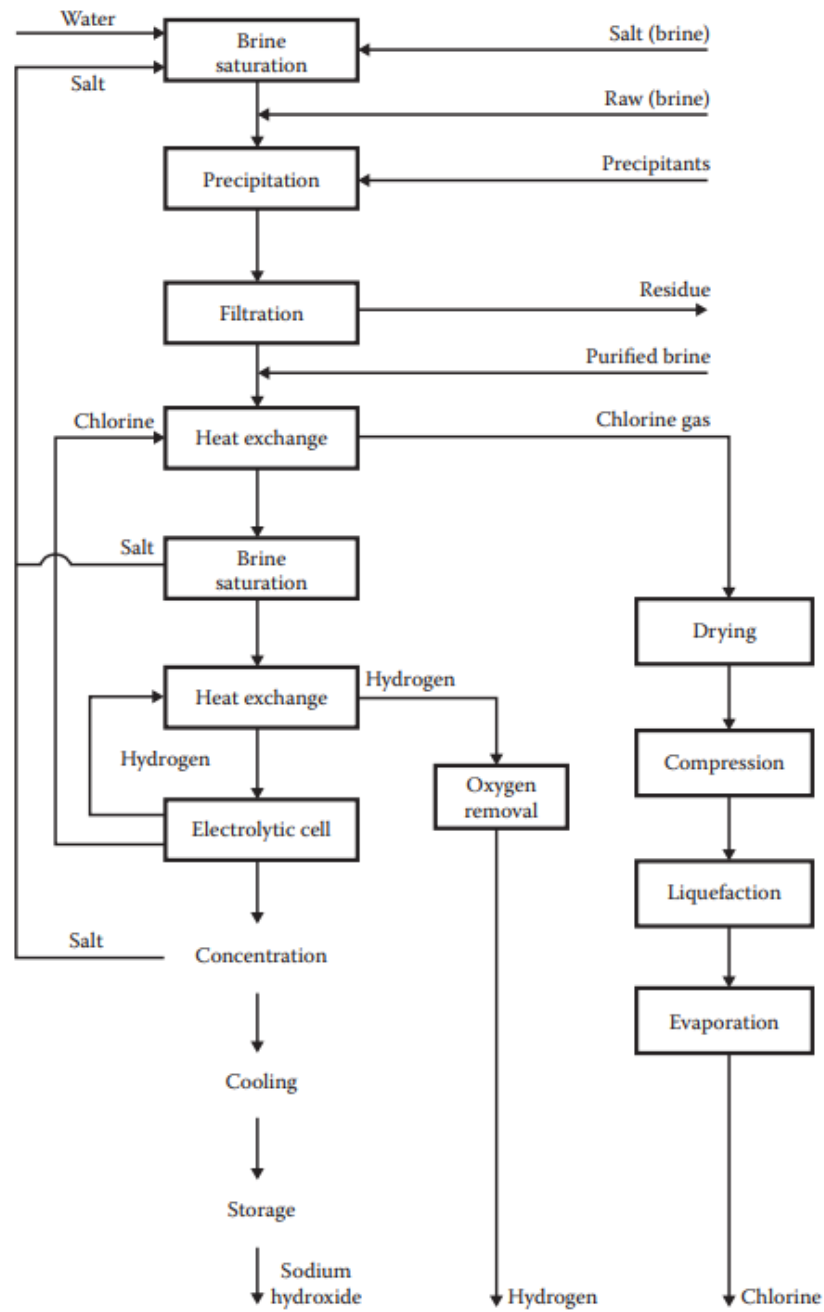 Water
Brine
saturation
Salt (brine)
Salt
Raw (brine)
Precipitation
Precipitants
Filtration
Residue
Purified brine
Chlorine
Heat exchange
Chlorine gas
Salt
Brine
saturation
Drying
Heat exchange
Hydrogen
Hydrogen
Compression
Oxygen
removal
Electrolytic cell
Liquefaction
Salt
Concentration
Evaporation
Cooling
Storage
Sodium
hydroxide
Hydrogen
Chlorine